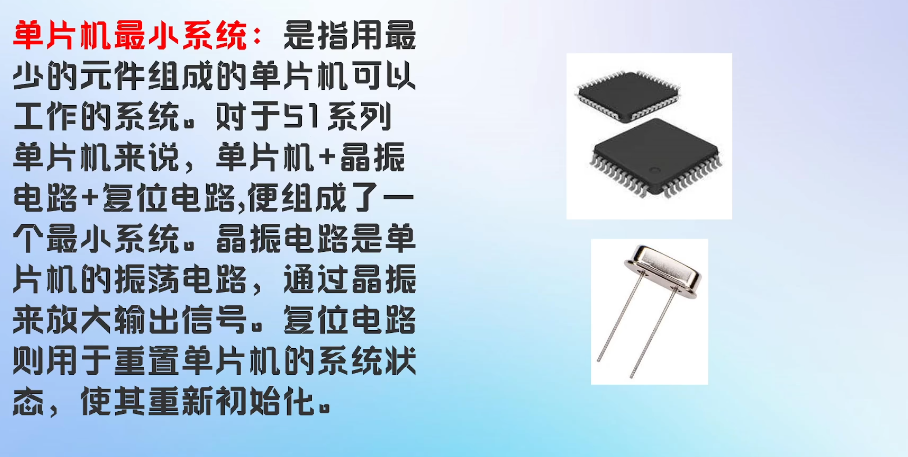 单片机最小系统：是指用最
少的元件组成的单片机可以
工作的系统。对于51系列
单片机来说，单片机+晶振
电路+复位电路,便组成了一
个最小系统。晶振电路是单
片机的振荡电路，通过晶振
来放大输出信号。复位电路
则用于重置单片机的系统状
态，使其重新初始化。